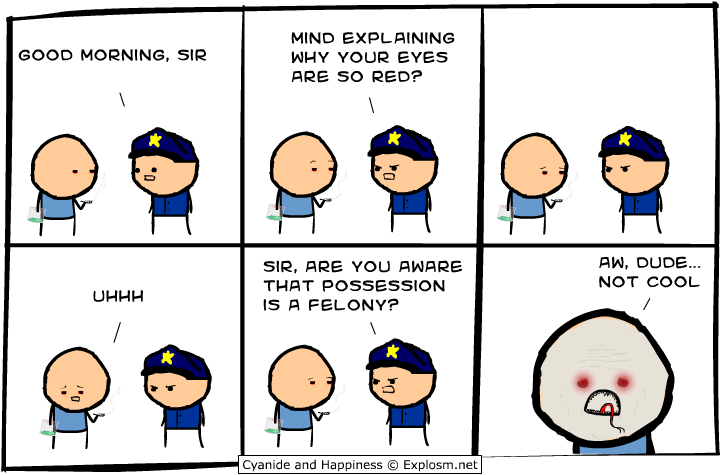 GOOD MORNING, SIR
MIND EXPLAINING
WHY YOUR EYES
ARE SO RED?
UHHH
SIR, ARE YOU AWARE
THAT POSSESSION
IS A FELONY?
AW, DUDE...
NOT COOL
Cyanide and Happiness © Explosm.net